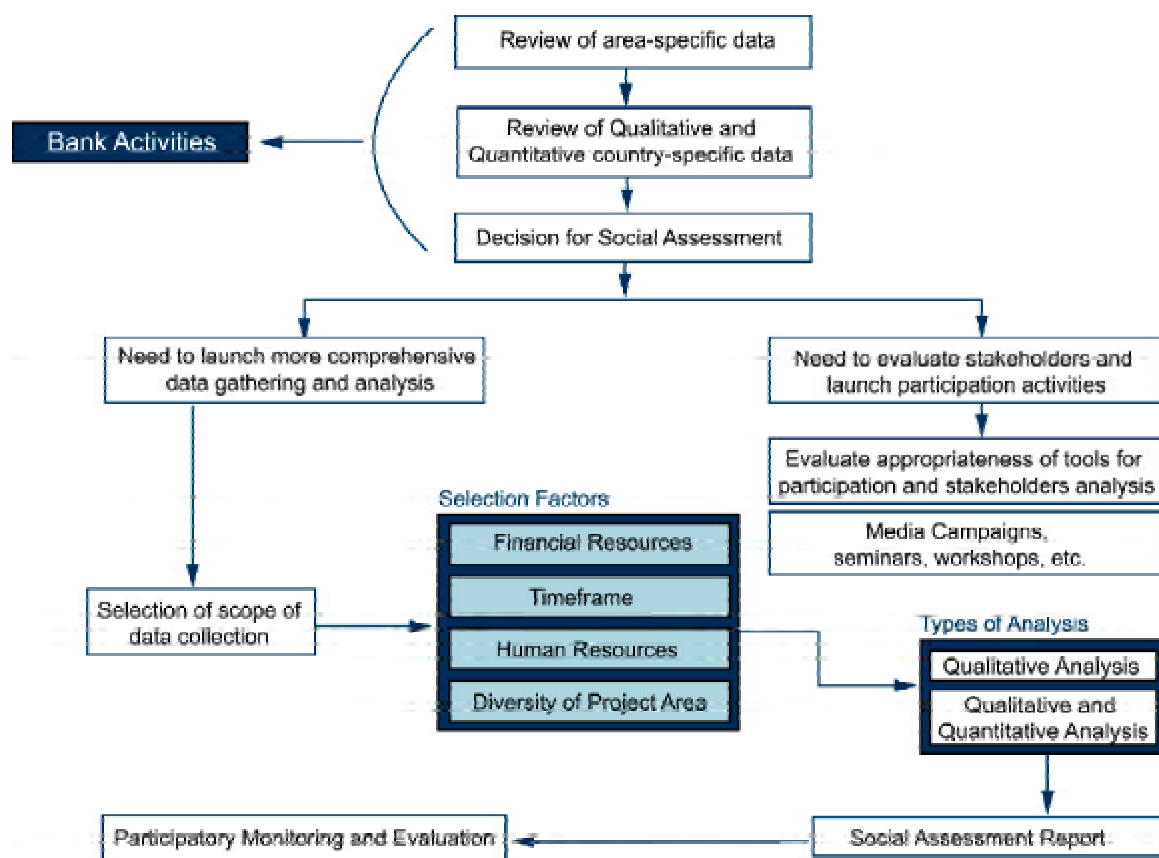 Review of area-specific data
Bank Activities
Review of Qualitative and
Quantitative country-specific data
Decision for Social Assessment
Need to launch more comprehensive
data gathering and analysis
Need to evaluate stakeholders and
launch participation activities
Evaluate appropriateness of tools for
participation and stakeholders analysis
Media Campaigns,
seminars, workshops, etc.
Selection Factors
Financial Resources
Timeframe
Human Resources
Diversity of Project Area
Selection of scope of
data collection
Types of Analysis
Qualitative Analysis
Qualitative and
Quantitative Analysis
Participatory Monitoring and Evaluation
Social Assessment Report